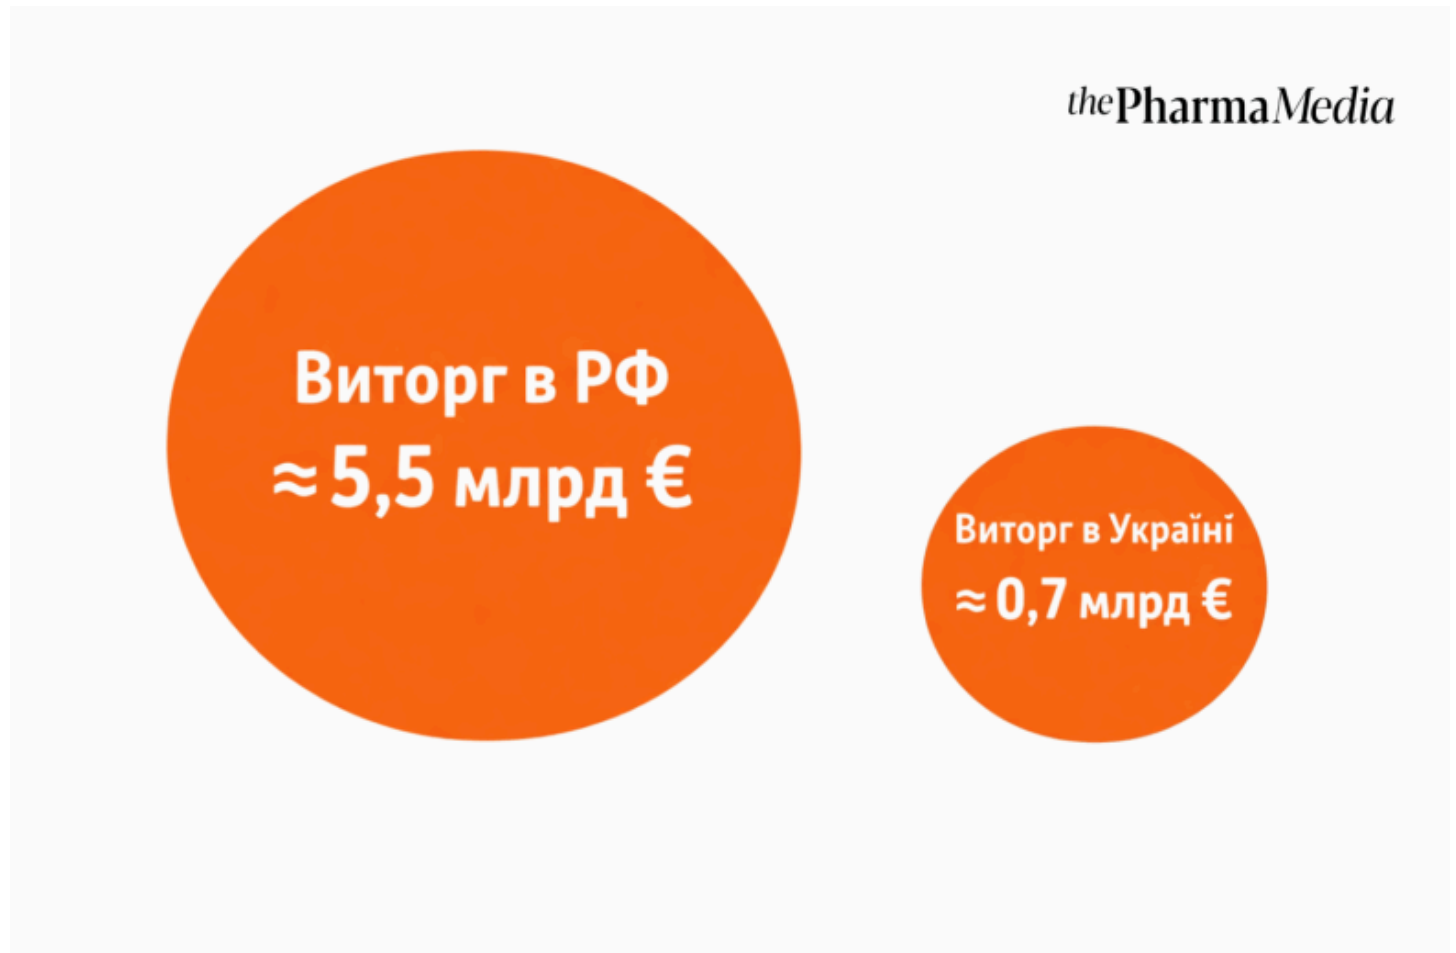 thePharmaMedia
Виторг в РФ
≈5,5 млрд €
Виторг в Україні
≈ 0,7 млрд €